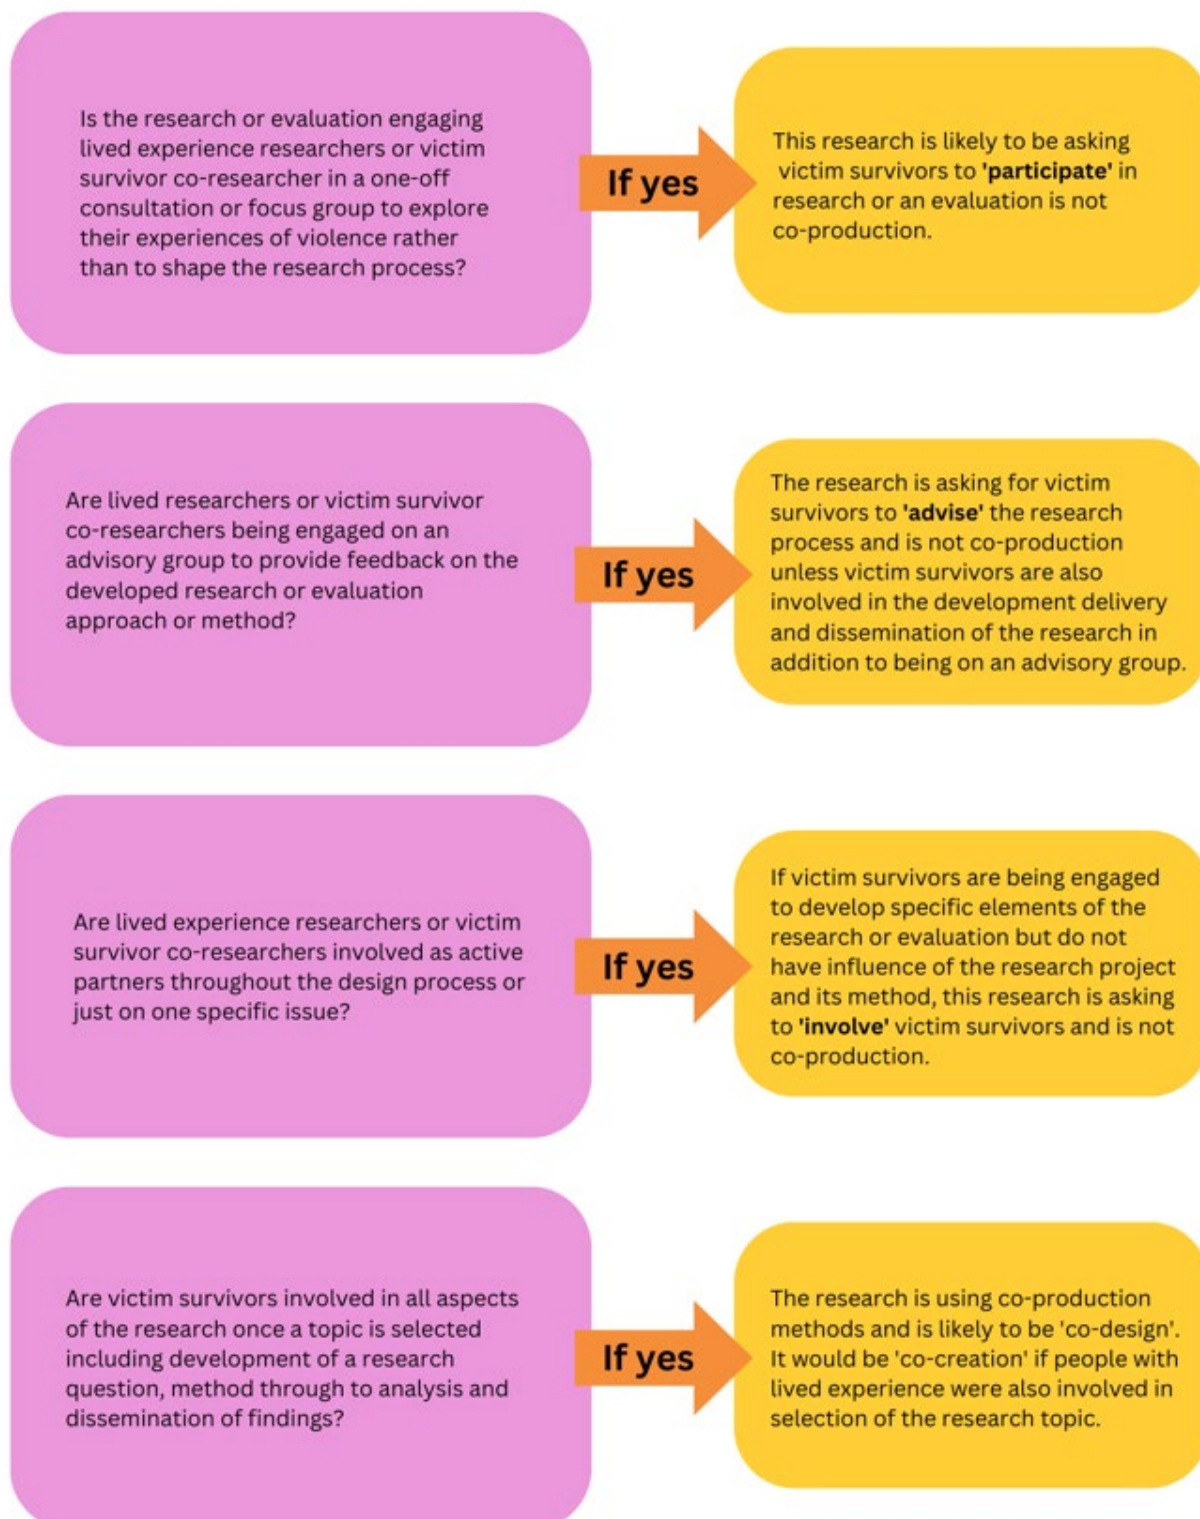 Is the research or evaluation engaging
lived experience researchers or victim
survivor co-researcher in a one-off
consultation or focus group to explore
their experiences of violence rather
than to shape the research process?
If yes
This research is likely to be asking
victim survivors to 'participate' in
research or an evaluation is not
co-production.
Are lived researchers or victim survivor
co-researchers being engaged on an
advisory group to provide feedback on the
developed research or evaluation
approach or method?
If yes
The research is asking for victim
survivors to 'advise' the research
process and is not co-production
unless victim survivors are also
involved in the development delivery
and dissemination of the research in
addition to being on an advisory group.
Are lived experience researchers or victim
survivor co-researchers involved as active
partners throughout the design process or
just on one specific issue?
If yes
If victim survivors are being engaged
to develop specific elements of the
research or evaluation but do not
have influence of the research project
and its method, this research is asking
to 'involve' victim survivors and is not
co-production.
Are victim survivors involved in all aspects
of the research once a topic is selected
including development of a research
question, method through to analysis and
dissemination of findings?
If yes
The research is using co-production
methods and is likely to be 'co-design'.
It would be 'co-creation' if people with
lived experience were also involved in
selection of the research topic.